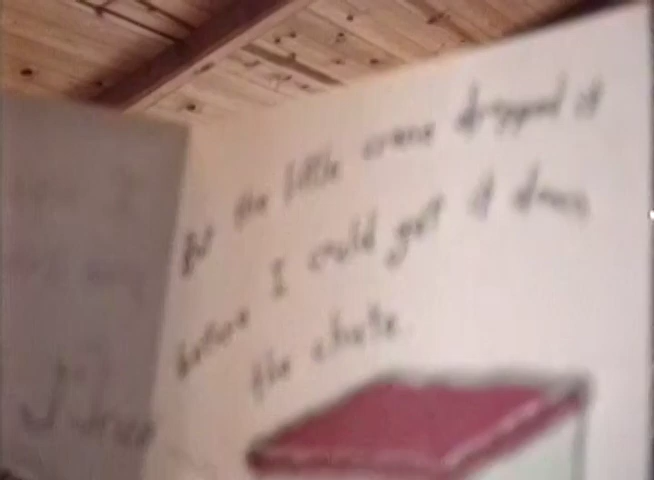 But the little crane dropped it
before I could get it down
the chute.